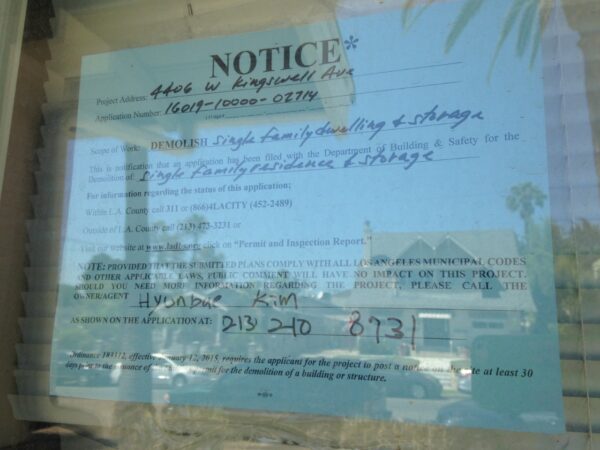 NOTICE*
Project Address: 4406 W Kingswell Ave
Application Number: 16019-10000-02714
Scope of Work: DEMOLISH single family dwelling & storage
This is notification that an application has been filed with the Department of Building & Safety for the
Demolition of: single family residence & storage
For information regarding the status of this application;
Within L.A. County call 311 or (866)4LACITY (452-2489)
Outside of L.A. County call (213) 473-3231 or
Visit our website at www.ladbs.org click on "Permit and Inspection Report."
NOTE: PROVIDED THAT THE SUBMITTED PLANS COMPLY WITH ALL LOS ANGELES MUNICIPAL CODES
AND OTHER APPLICABLE LAWS, PUBLIC COMMENT WILL HAVE NO IMPACT ON THIS PROJECT.
SHOULD YOU NEED MORE INFORMATION REGARDING THE PROJECT, PLEASE CALL THE
OWNER/AGENT Hyunbae Kim
AS SHOWN ON THE APPLICATION AT: 213 210 8731
Ordinance 183312, effective January 12, 2015, requires the applicant for the project to post a notice on the site at least 30
days prior to the issuance of permit for the demolition of a building or structure.